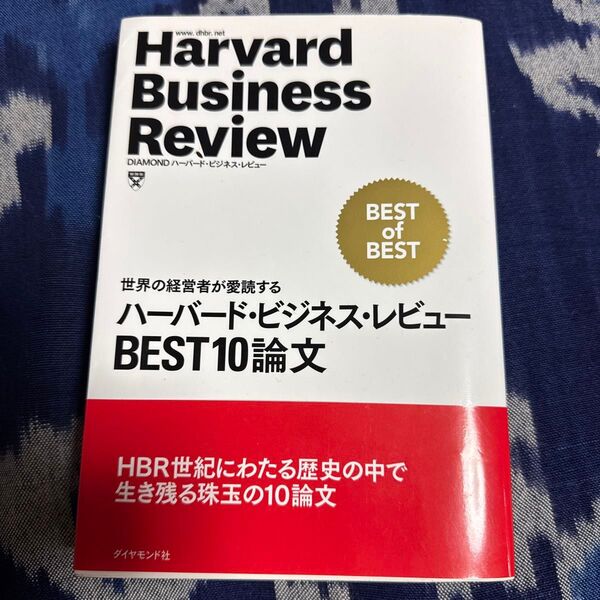 www.dhbr.net
Harvard
Business
Review
DIAMOND ハーバード・ビジネス・レビュー
BEST
of
BEST
世界の経営者が愛読する
ハーバード・ビジネス・レビュー
BEST10論文
HBR世紀にわたる歴史の中で
生き残る珠玉の10論文
ダイヤモンド社